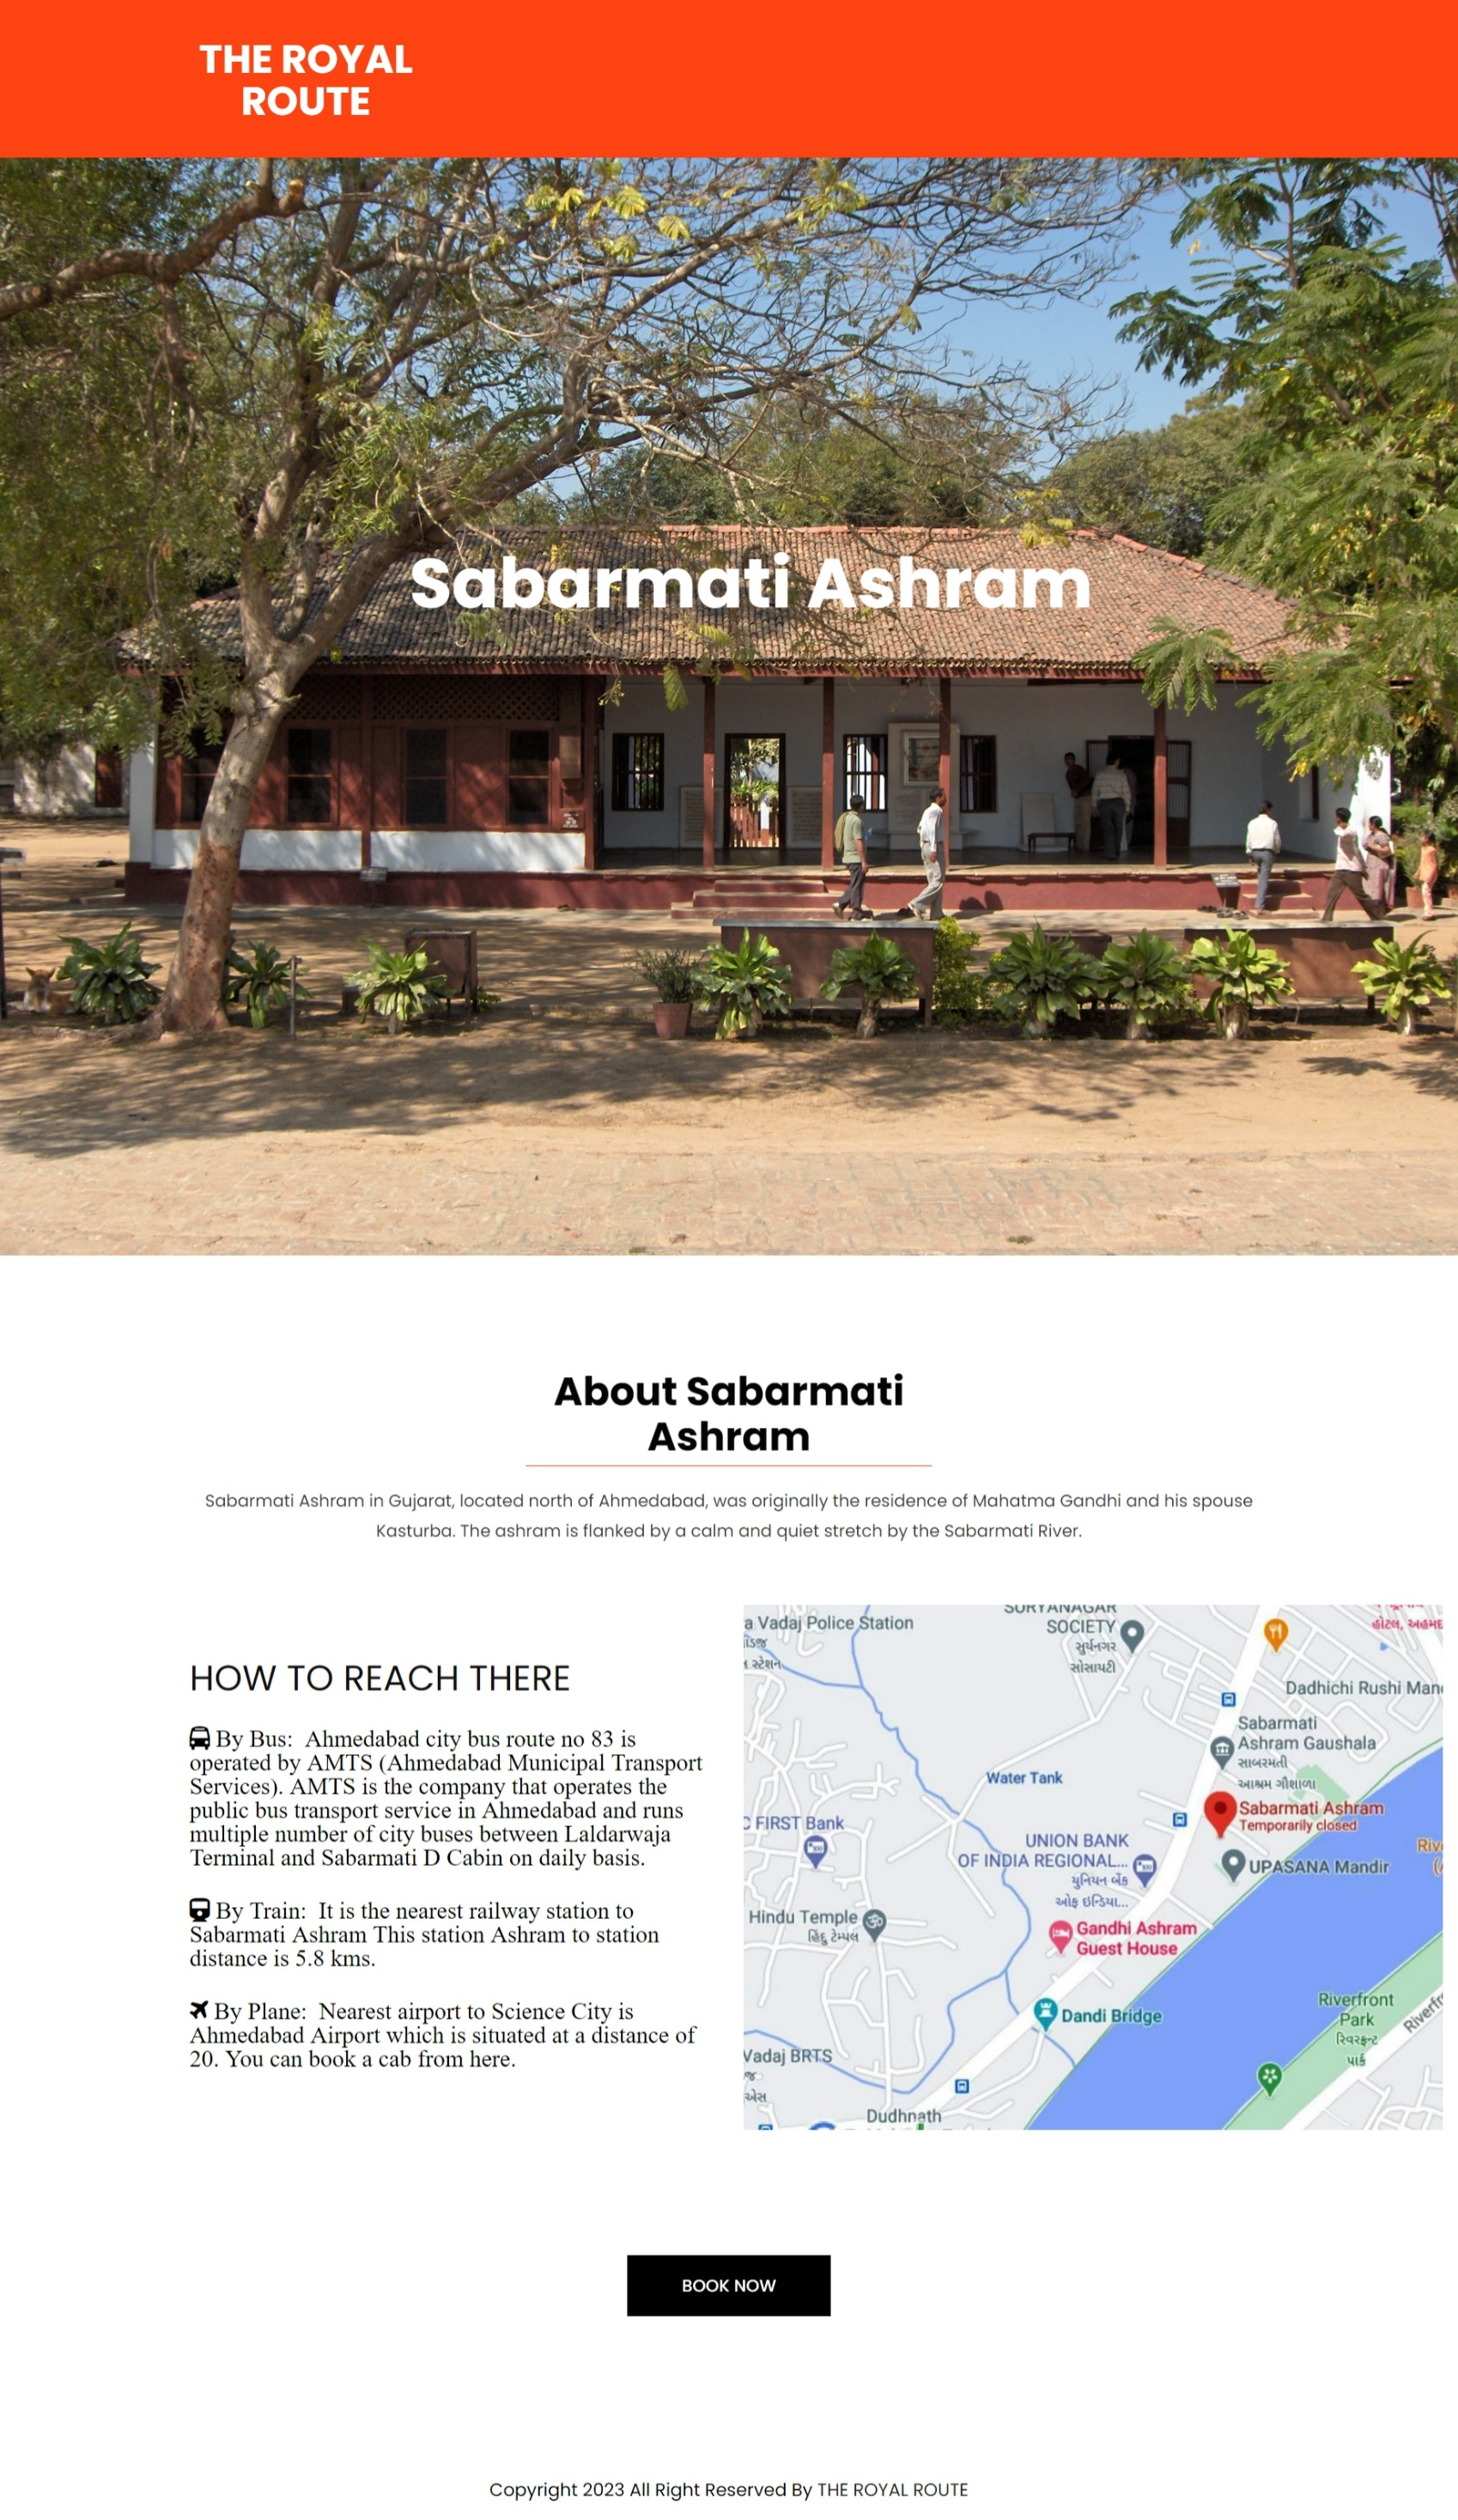 THE ROYAL
ROUTE
Sabarmati Ashram
About Sabarmati
Ashram
Sabarmati Ashram in Gujarat, located north of Ahmedabad, was originally the residence of Mahatma Gandhi and his spouse
Kasturba. The ashram is flanked by a calm and quiet stretch by the Sabarmati River.
HOW TO REACH THERE
By Bus:  Ahmedabad city bus route no 83 is
operated by AMTS (Ahmedabad Municipal Transport
Services). AMTS is the company that operates the
public bus transport service in Ahmedabad and runs
multiple number of city buses between Laldarwaja
Terminal and Sabarmati D Cabin on daily basis.
By Train:  It is the nearest railway station to
Sabarmati Ashram This station Ashram to station
distance is 5.8 kms.
By Plane:  Nearest airport to Science City is
Ahmedabad Airport which is situated at a distance of
20. You can book a cab from here.
a Vadaj Police Station
SURYANAGAR
SOCIETY
સુર્યનગર
સોસાયટી
હોટલ,
Dadhichi Rushi
Sabarmati
Ashram Gaushala
સાબરમતી
આશ્રમ ગૌશાળા
Water Tank
Sabarmati Ashram
Temporarily closed
FIRST Bank
UNION BANK
OF INDIA REGIONAL...
યુનિયન બેંક
ઓફ ઇન્ડિયા...
UPASANA Mandir
Hindu Temple
હિંદુ ટેમ્પલ
Gandhi Ashram
Guest House
Dandi Bridge
Riverfront
Park
રિવરફ્રન્ટ
પાર્ક
Vadaj BRTS
Dudhnath
BOOK NOW
Copyright 2023 All Right Reserved By THE ROYAL ROUTE